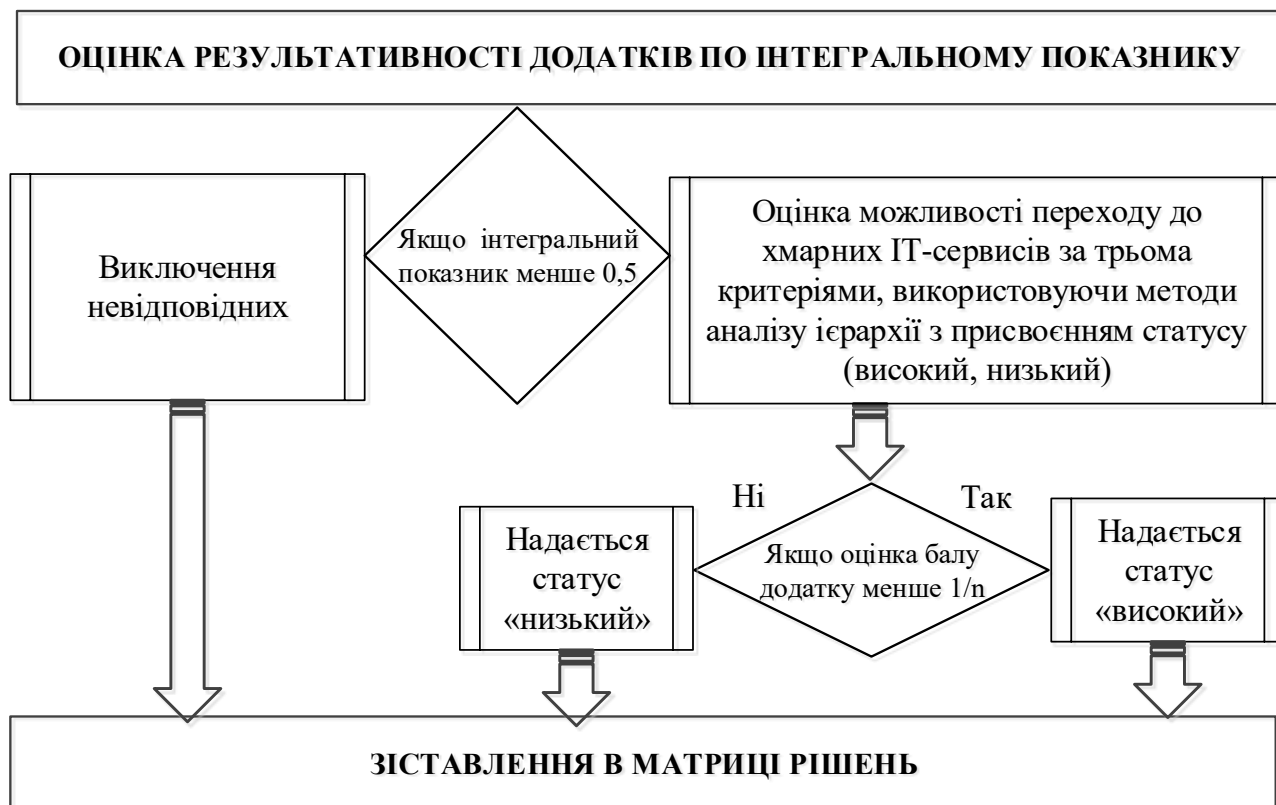 ОЦІНКА РЕЗУЛЬТАТИВНОСТІ ДОДАТКІВ ПО ІНТЕГРАЛЬНОМУ ПОКАЗНИКУ
Виключення
невідповідних
Якщо інтегральний
показник менше 0,5
Оцінка можливості переходу до
хмарних ІТ-сервисів за трьома
критеріями, використовуючи методи
аналізу ієрархії з присвоєнням статусу
(високий, низький)
Ні
Так
Надається
статус
«низький»
Якщо оцінка балу
додатку менше 1/n
Надається
статус
«високий»
ЗІСТАВЛЕННЯ В МАТРИЦІ РІШЕНЬ